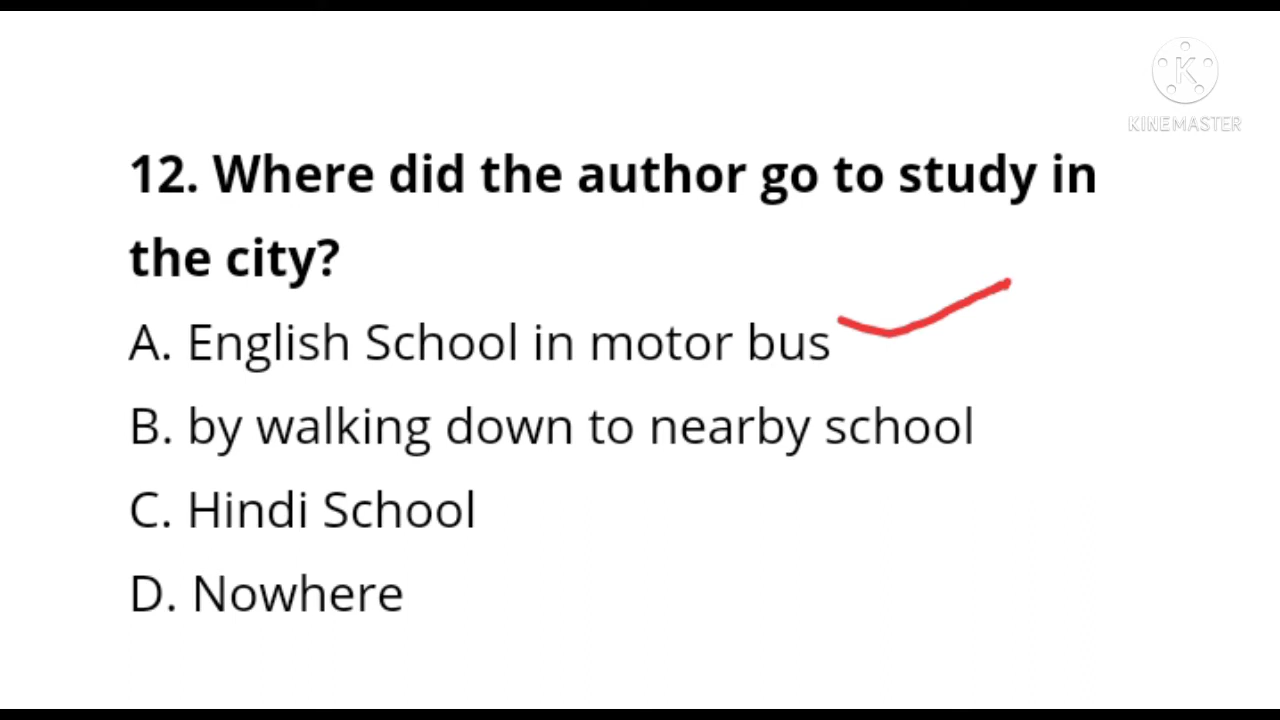 KINEMASTER
12. Where did the author go to study in
the city?
A. English School in motor bus
B. by walking down to nearby school
C. Hindi School
D. Nowhere